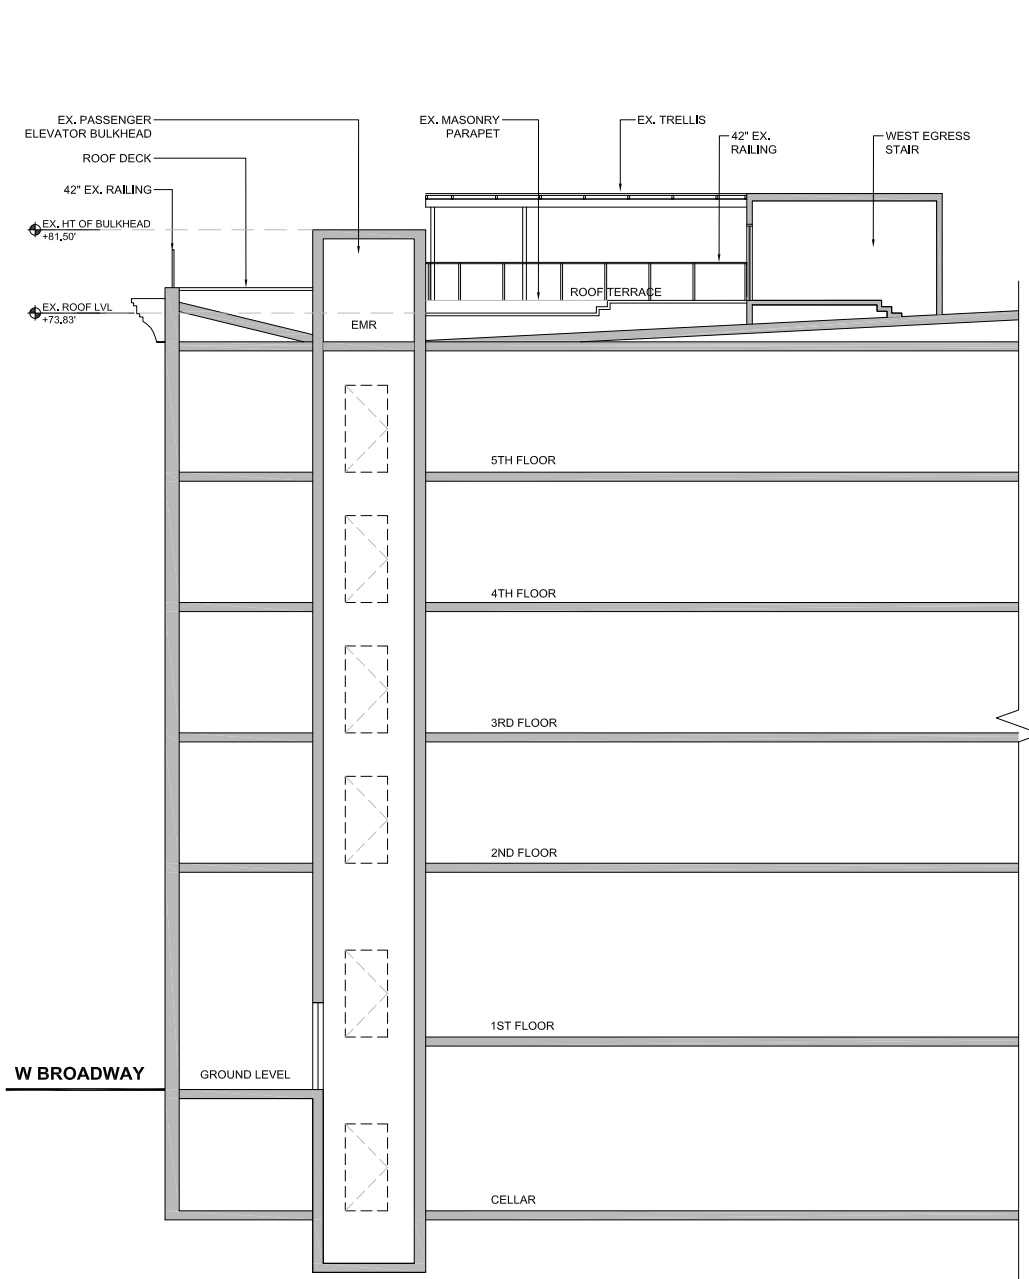 EX. PASSENGER
ELEVATOR BULKHEAD
ROOF DECK
42" EX. RAILING
EX. HT OF BULKHEAD
+81.50'
EX. ROOF LVL
+73.83'
EX. MASONRY
PARAPET
EX. TRELLIS
42" EX.
RAILING
WEST EGRESS
STAIR
ROOF TERRACE
EMR
5TH FLOOR
4TH FLOOR
3RD FLOOR
2ND FLOOR
1ST FLOOR
W BROADWAY
GROUND LEVEL
CELLAR